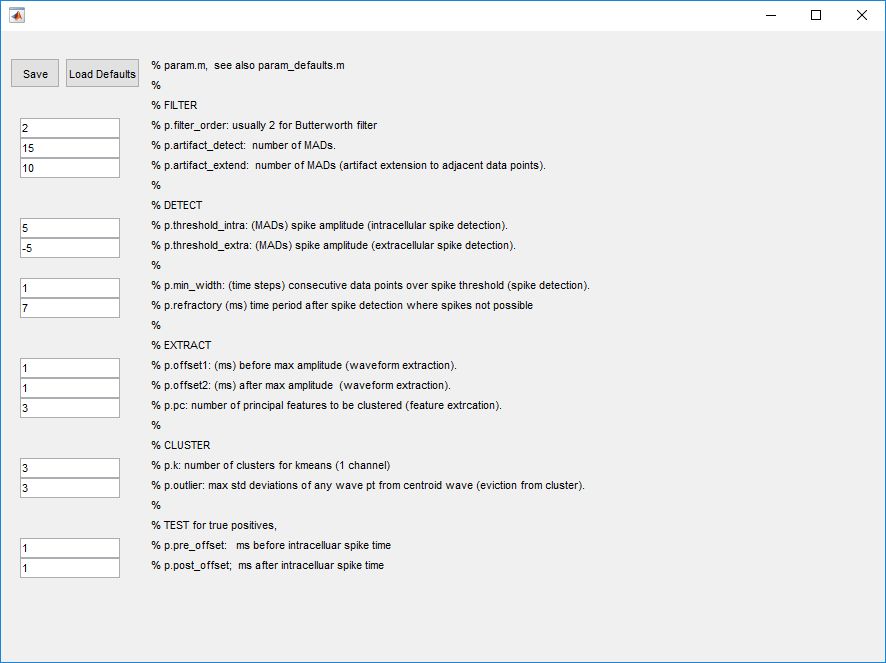 Save Load Defaults % param.m,  see also param_defaults.m
%
% FILTER
2 % p.filter_order: usually 2 for Butterworth filter
15 % p.artifact_detect:  number of MADs.
10 % p.artifact_extend:  number of MADs (artifact extension to adjacent data points).
%
% DETECT
5 % p.threshold_intra: (MADs) spike amplitude (intracellular spike detection).
-5 % p.threshold_extra: (MADs) spike amplitude (extracellular spike detection).
%
1 % p.min_width: (time steps) consecutive data points over spike threshold (spike detection).
7 % p.refractory (ms) time period after spike detection where spikes not possible
%
% EXTRACT
1 % p.offset1: (ms) before max amplitude (waveform extraction).
1 % p.offset2: (ms) after max amplitude  (waveform extraction).
3 % p.pc: number of principal features to be clustered (feature extrcation).
%
% CLUSTER
3 % p.k: number of clusters for kmeans (1 channel)
3 % p.outlier: max std deviations of any wave pt from centroid wave (eviction from cluster).
%
% TEST for true positives,
1 % p.pre_offset:   ms before intracelluar spike time
1 % p.post_offset;  ms after intracelluar spike time